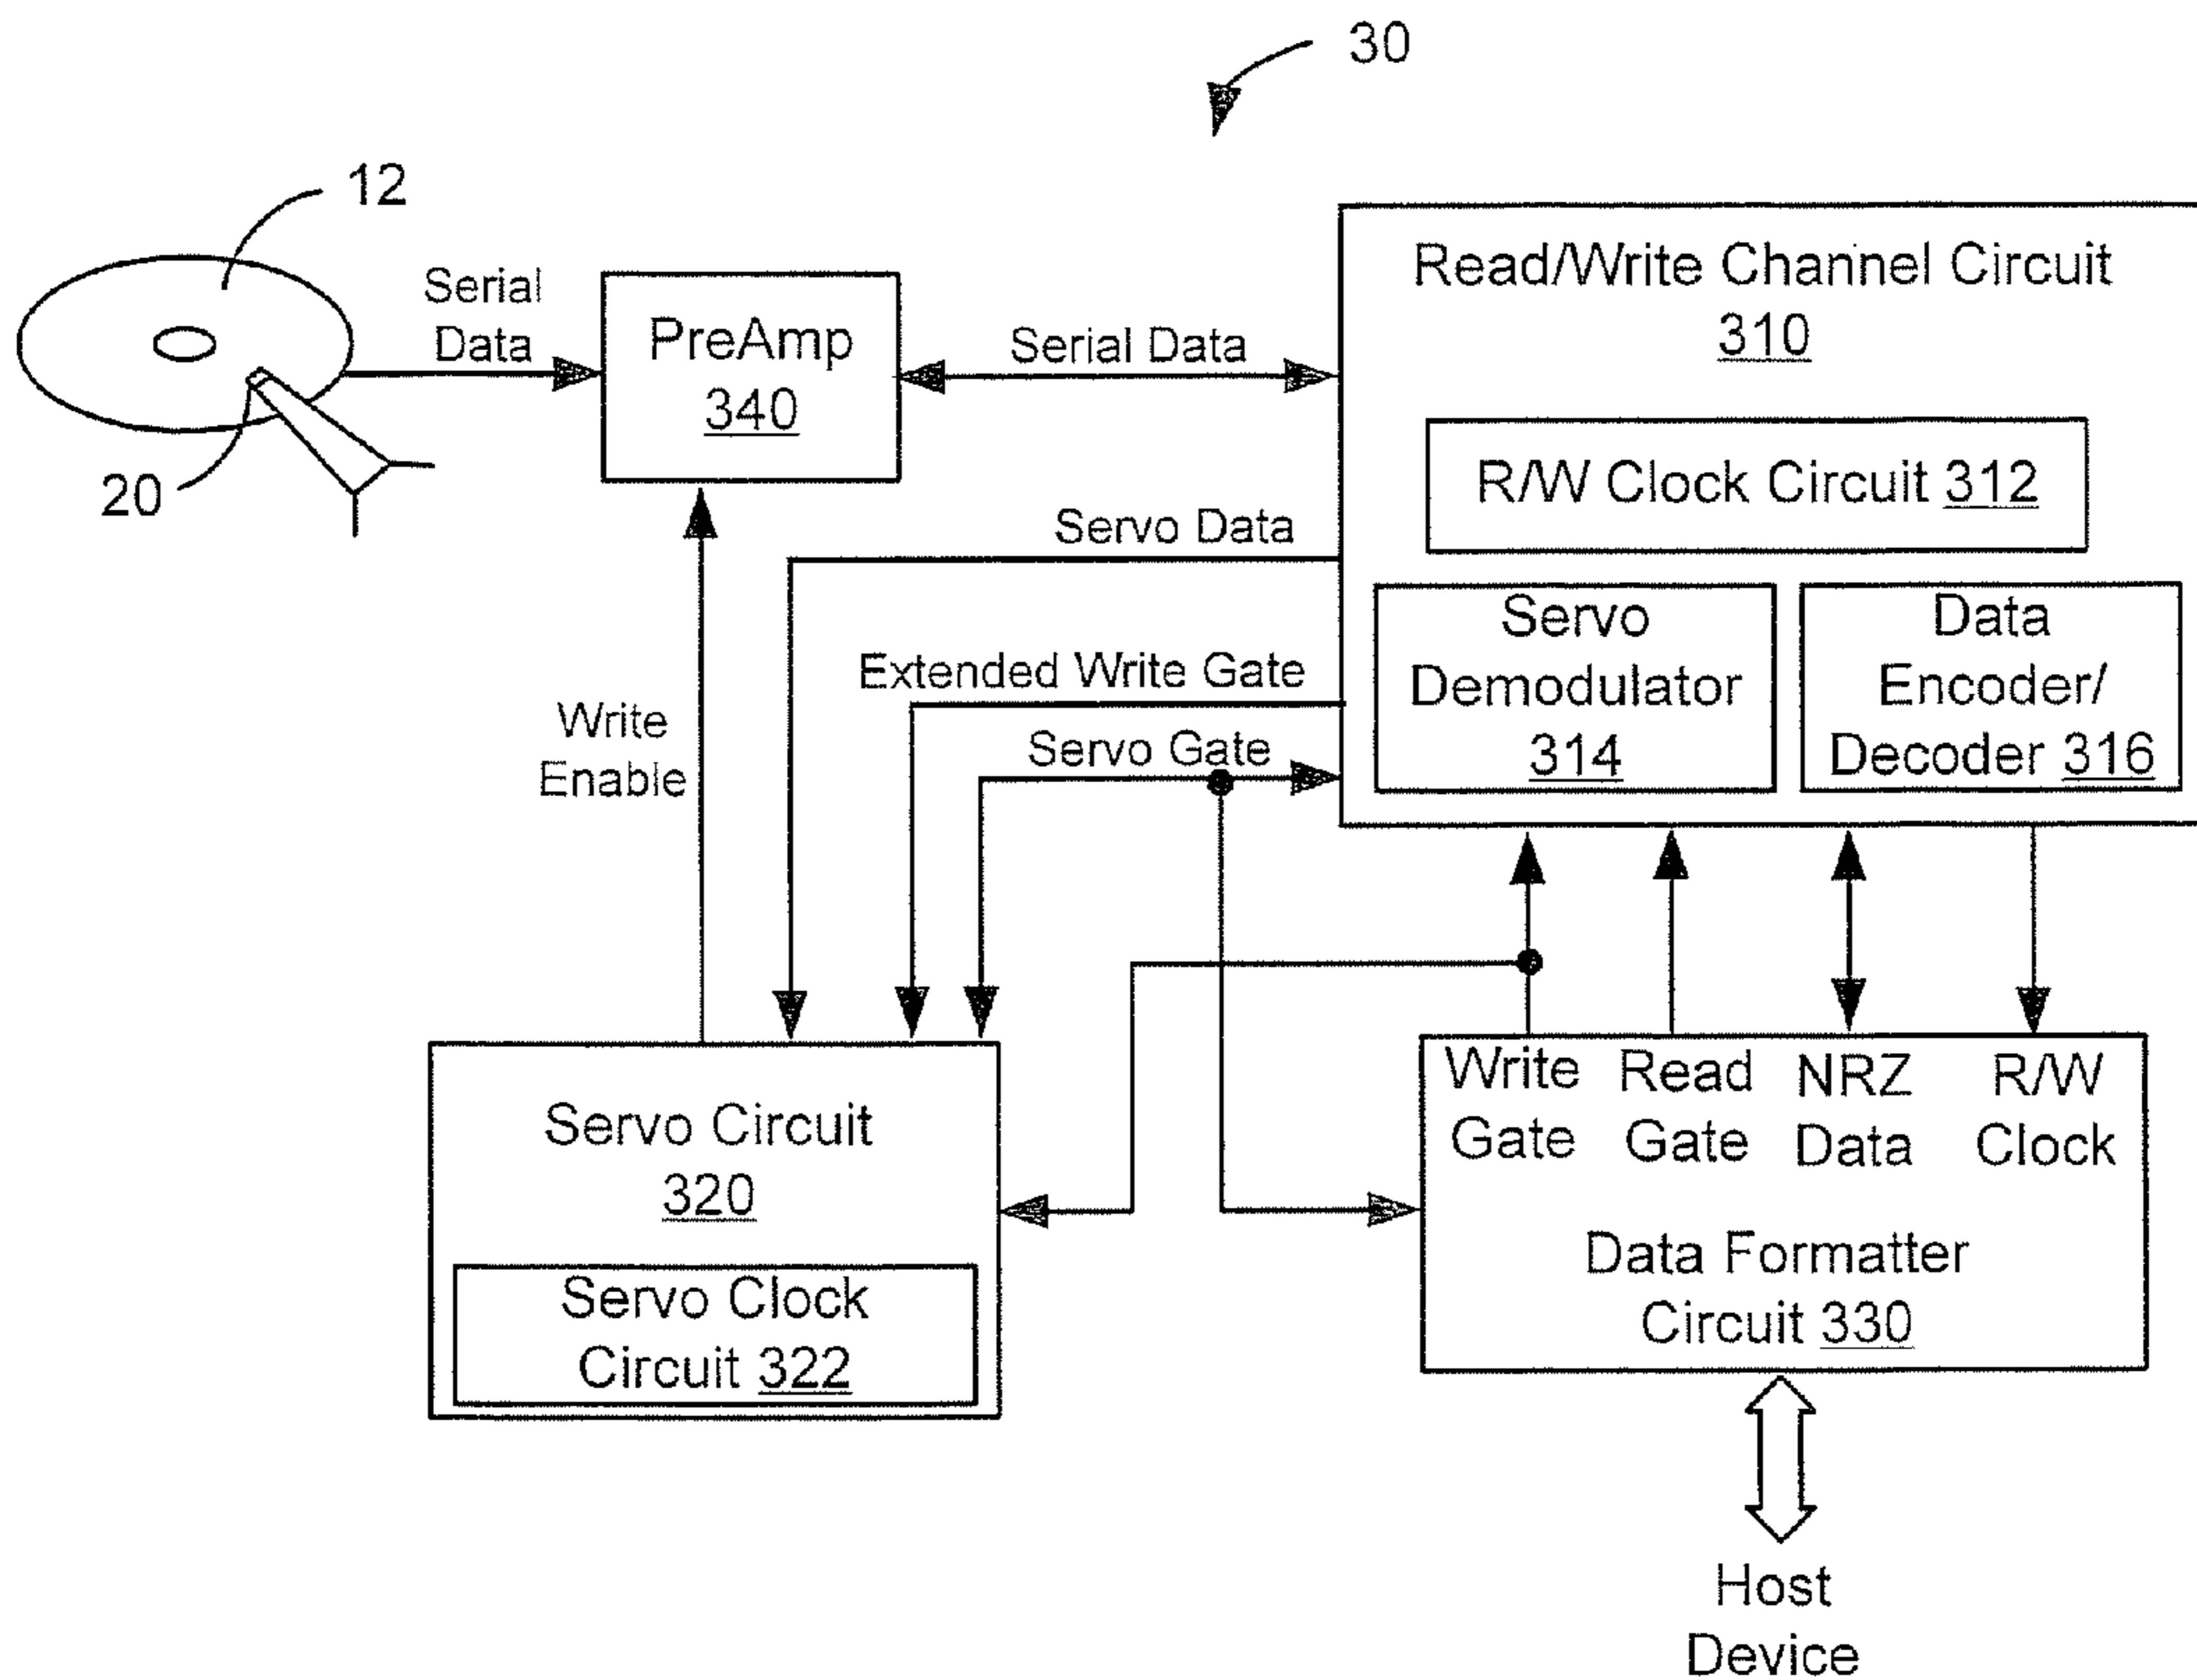 30
12
Serial
Data
20
PreAmp
340
Serial Data
Read/Write Channel Circuit
310
R/W Clock Circuit 312
Servo
Demodulator
314
Data
Encoder/
Decoder 316
Servo Data
Extended Write Gate
Servo Gate
Write
Enable
Servo Circuit
320
Servo Clock
Circuit 322
Write
Gate
Read
Gate
NRZ
Data
R/W
Clock
Data Formatter
Circuit 330
Host
Device